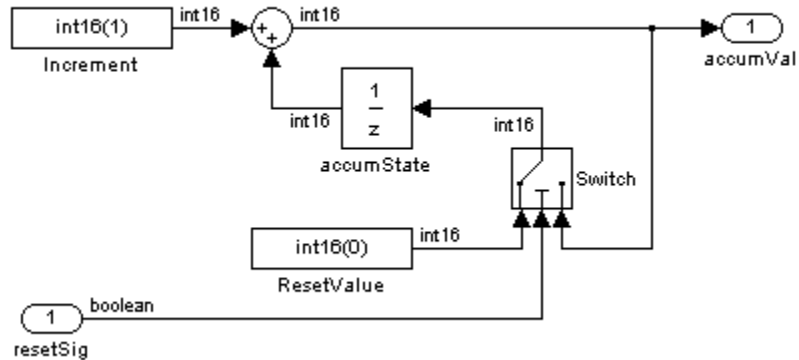 int16(1)
int16
Increment
+
+
int16
1
accumVal
int16
1
z
accumState
int16
Switch
int16(0)
int16
ResetValue
1
boolean
resetSig